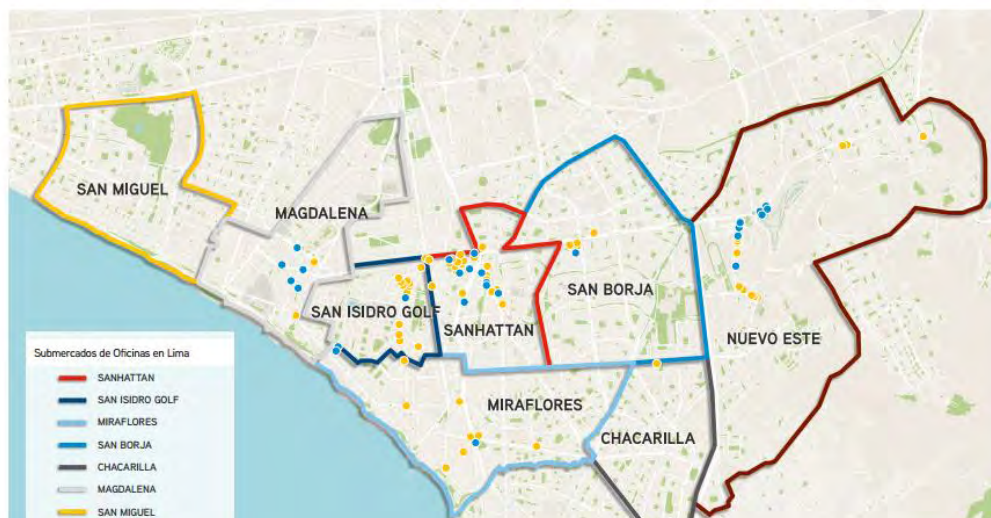 SAN MIGUEL
MAGDALENA
SAN ISIDRO GOLF
SANHATTAN
SAN BORJA
NUEVO ESTE
MIRAFLORES
CHACARILLA
Submercados de Oficinas en Lima
SANHATTAN
SAN ISIDRO GOLF
MIRAFLORES
SAN BORJA
CHACARILLA
MAGDALENA
SAN MIGUEL